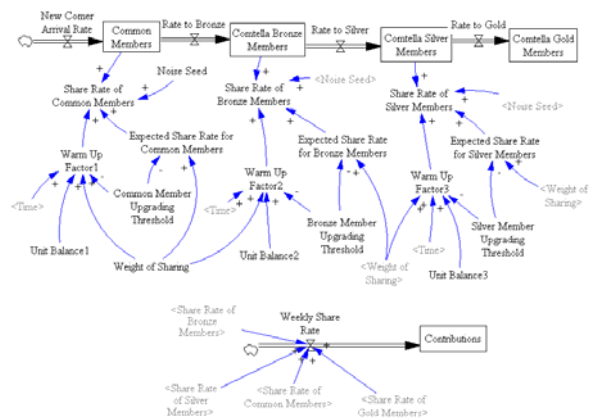 New Comer
Arrival Rate
Common
Members
Rate to Bronze
Comtella Bronze
Members
Rate to Silver
Comtella Silver
Members
Rate to Gold
Comtella Gold
Members
Share Rate of
Common Members
Noise Seed
Share Rate of
Bronze Members
<Noise Seed>
Share Rate of
Silver Members
<Noise Seed>
Expected Share Rate for
Common Members
Expected Share Rate
for Bronze Members
Expected Share Rate
for Silver Members
Warm Up
Factor1
Warm Up
Factor2
Warm Up
Factor3
<Time>
Common Member
Upgrading
Threshold
<Time>
Bronze Member
Upgrading
Threshold
<Weight of
Sharing>
Silver Member
Upgrading
Threshold
<Time>
Unit Balance1
Weight of Sharing
Unit Balance2
<Weight of
Sharing>
Unit Balance3
<Share Rate of
Bronze
Members>
Weekly Share
Rate
Contributions
<Share Rate
of Silver
Members>
<Share Rate of
Common Members>
<Share Rate of
Gold Members>